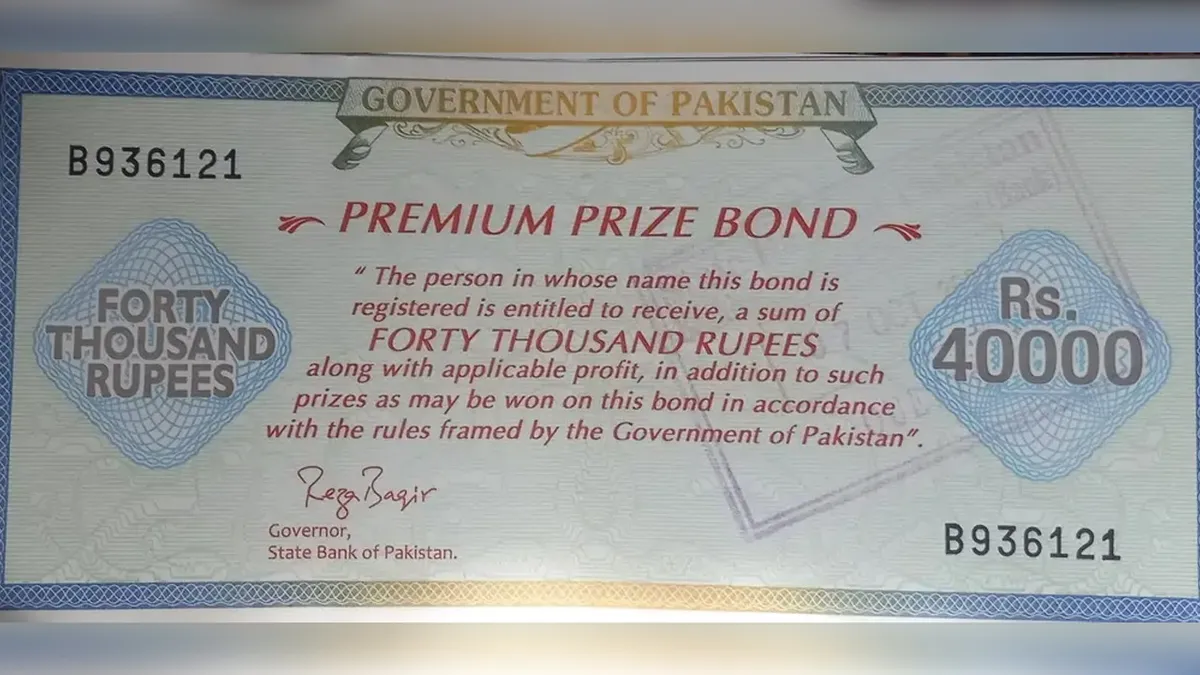 GOVERNMENT OF PAKISTAN
B936121
PREMIUM PRIZE BOND
" The person in whose name this bond is
registered is entitled to receive, a sum of
FORTY THOUSAND RUPEES
along with applicable profit, in addition to such
prizes as may be won on this bond in accordance
with the rules framed by the Government of Pakistan".
FORTY
THOUSAND
RUPEES
Rs.
40000
Reza Baqir
Governor,
State Bank of Pakistan.
B936121